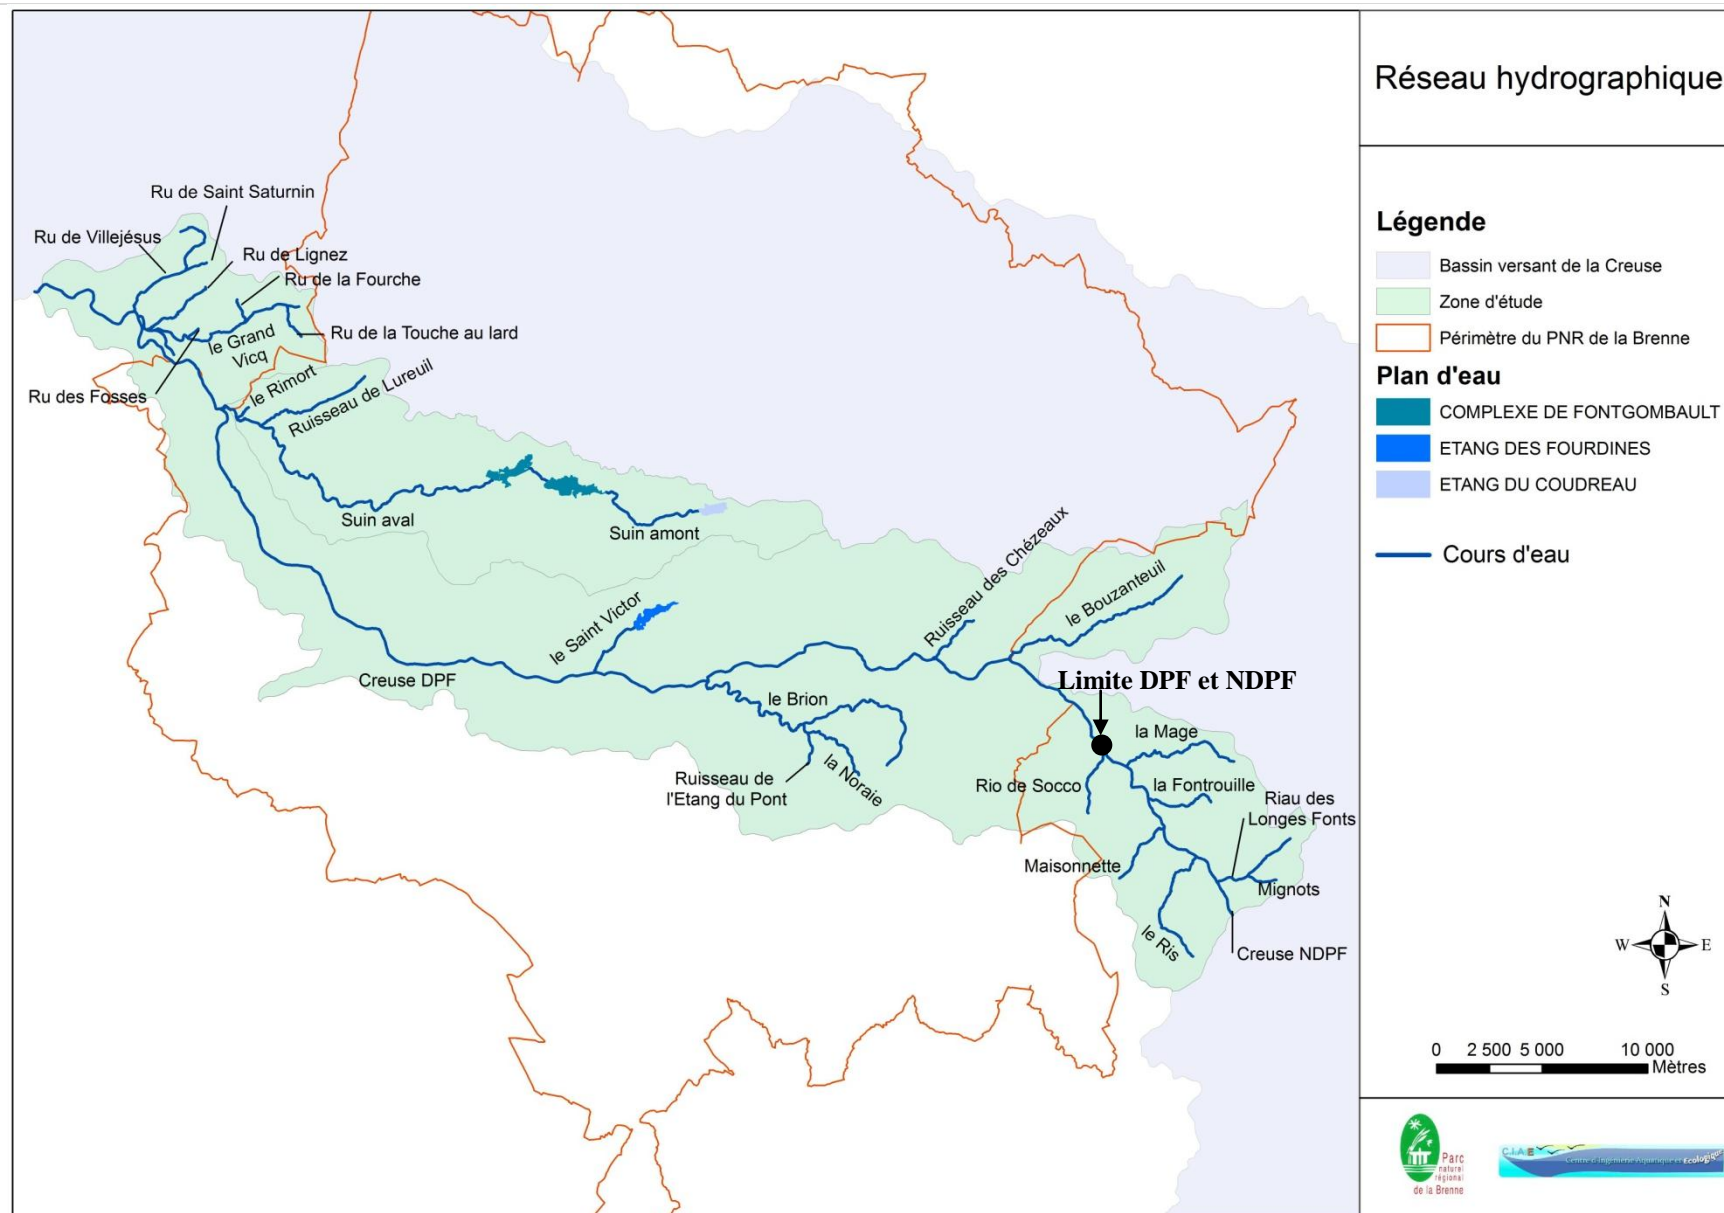 Réseau hydrographique
Légende
Bassin versant de la Creuse
Zone d'étude
Périmètre du PNR de la Brenne
Plan d'eau
COMPLEXE DE FONTGOMBAULT
ETANG DES FOURDINES
ETANG DU COUDREAU
Cours d'eau
Ru de Saint Saturnin
Ru de Villejésus
Ru de Lignez
Ru de la Fourche
Ru de la Touche au lard
le Grand
Vicq
Ru des Fosses
le Rimort
Ruisseau de Lureuil
Suin aval
Suin amont
Ruisseau des Chézeaux
le Bouzanteuil
le Saint Victor
Creuse DPF
Limite DPF et NDPF
le Brion
la Mage
Ruisseau de
l'Etang du Pont
la Noraie
Rio de Socco
la Fontrouille
Riau des
Longes Fonts
Maisonnette
Mignots
le Ris
Creuse NDPF
N
W E
S
0 2 500 5 000 10 000
Mètres
Parc
naturel
régional
de la Brenne
C.I.A.E
Centre d'Ingénierie Aquatique et Ecologique